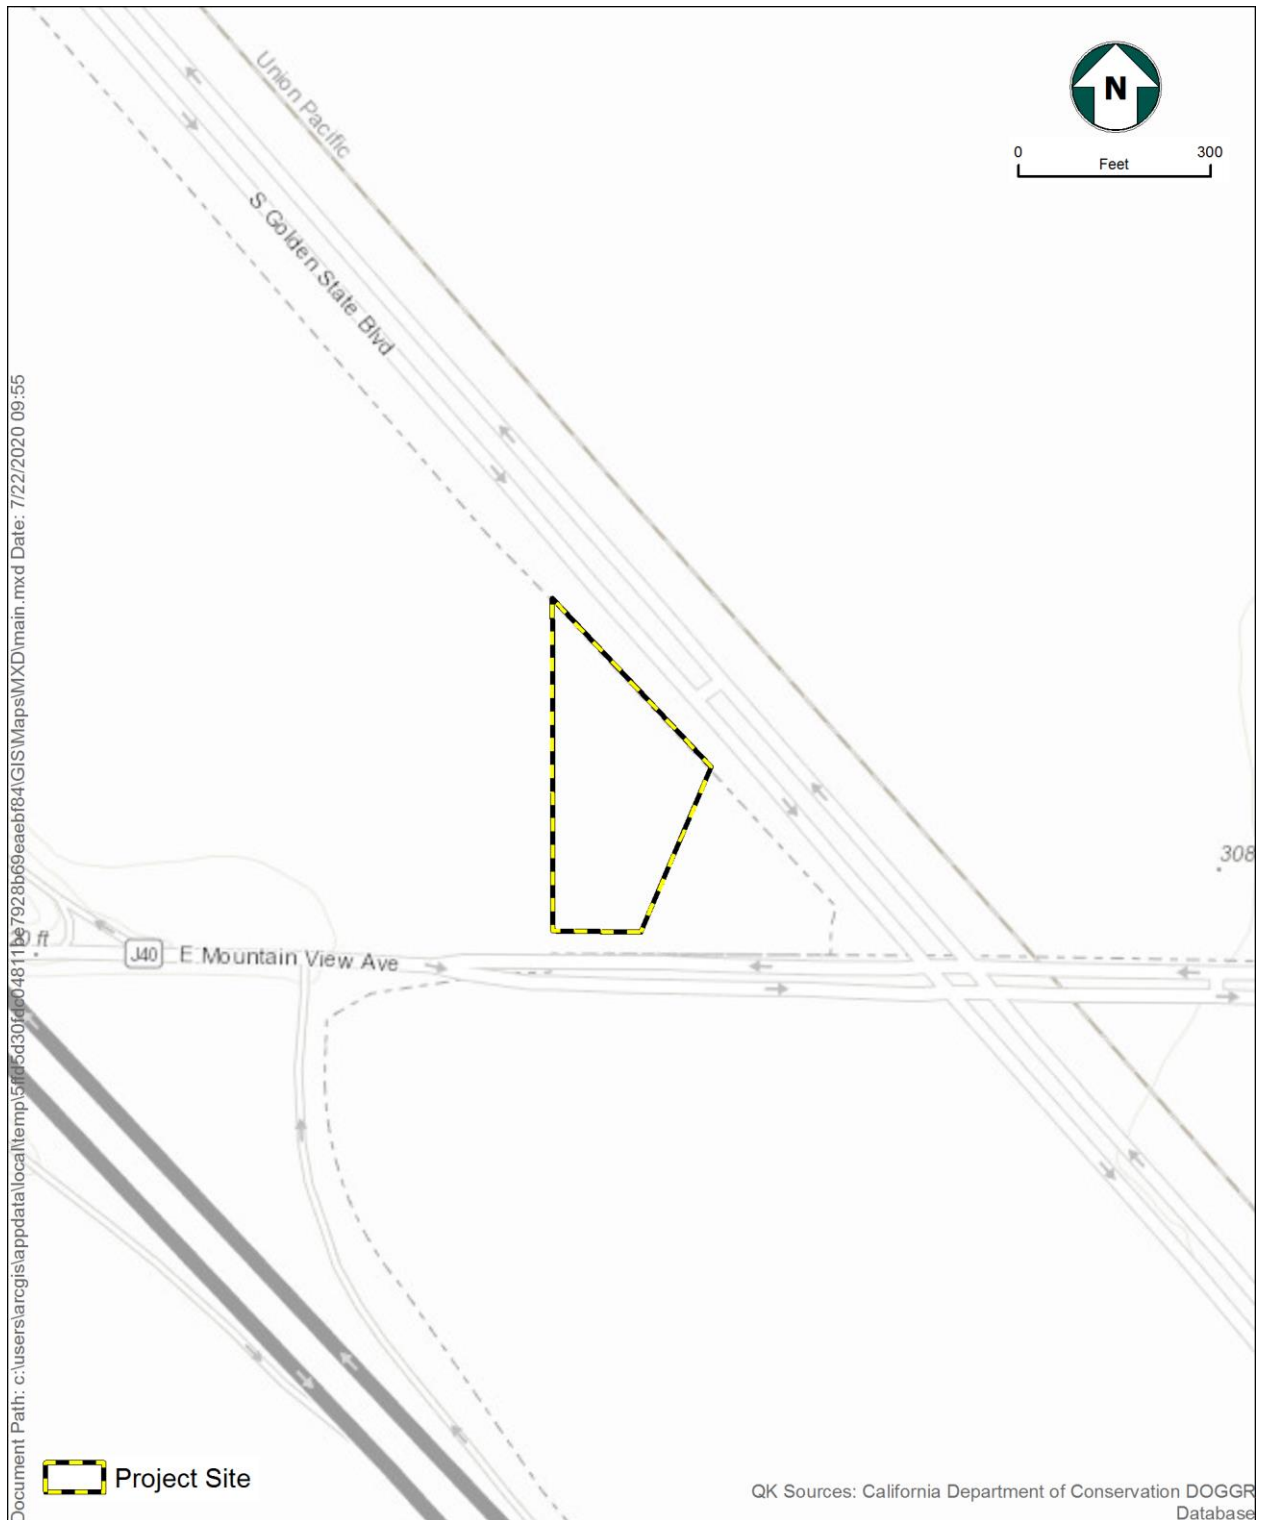 Union Pacific
N
0 300
Feet
S Golden State Blvd
308
J40 E Mountain View Ave
Project Site
QK Sources: California Department of Conservation DOGGR
Database